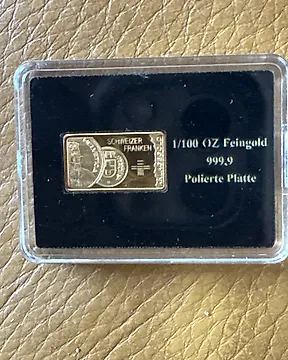 SCHWEIZER
FRANKEN
1/100 OZ Feingold
999,9
Polierte Platte